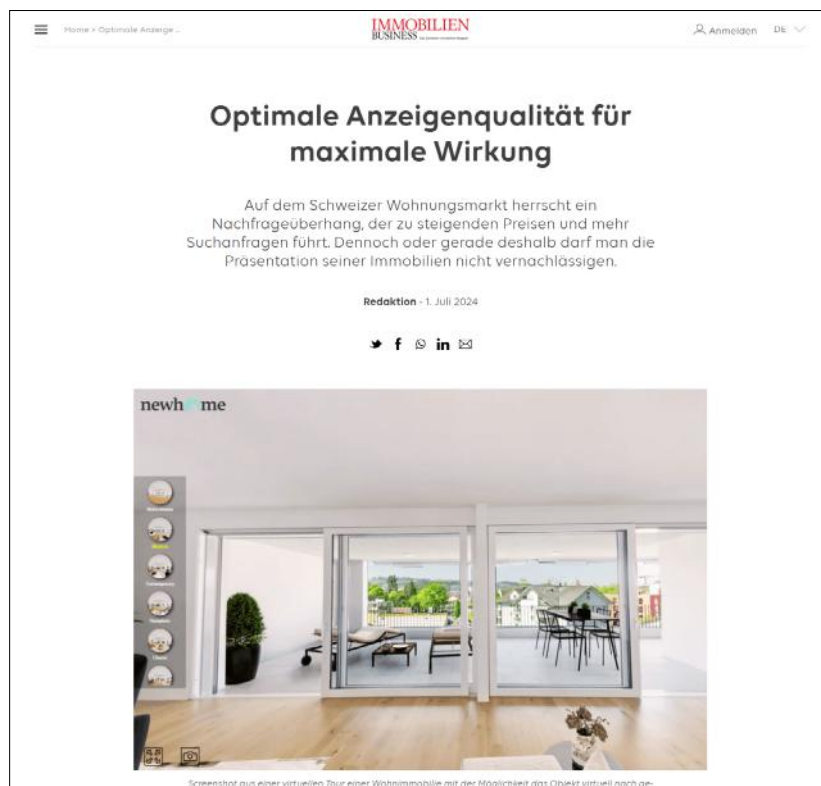 Home > Optimale Anzeige ...
IMMOBILIEN
BUSINESS
Anmelden
DE
Optimale Anzeigenqualität für
maximale Wirkung
Auf dem Schweizer Wohnungsmarkt herrscht ein
Nachfrageüberhang, der zu steigenden Preisen und mehr
Suchanfragen führt. Dennoch oder gerade deshalb darf man die
Präsentation seiner Immobilien nicht vernachlässigen.
Redaktion - 1. Juli 2024
newhome
Screenshot aus einer virtuellen Tour einer Wohnimmobilie mit der Möglichkeit das Objekt virtuell nach ge-